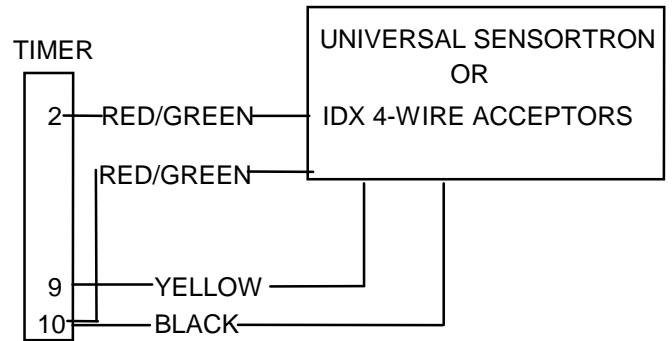 TIMER
UNIVERSAL SENSORTRON
OR
IDX 4-WIRE ACCEPTORS
2
RED/GREEN
RED/GREEN
9
YELLOW
10
BLACK